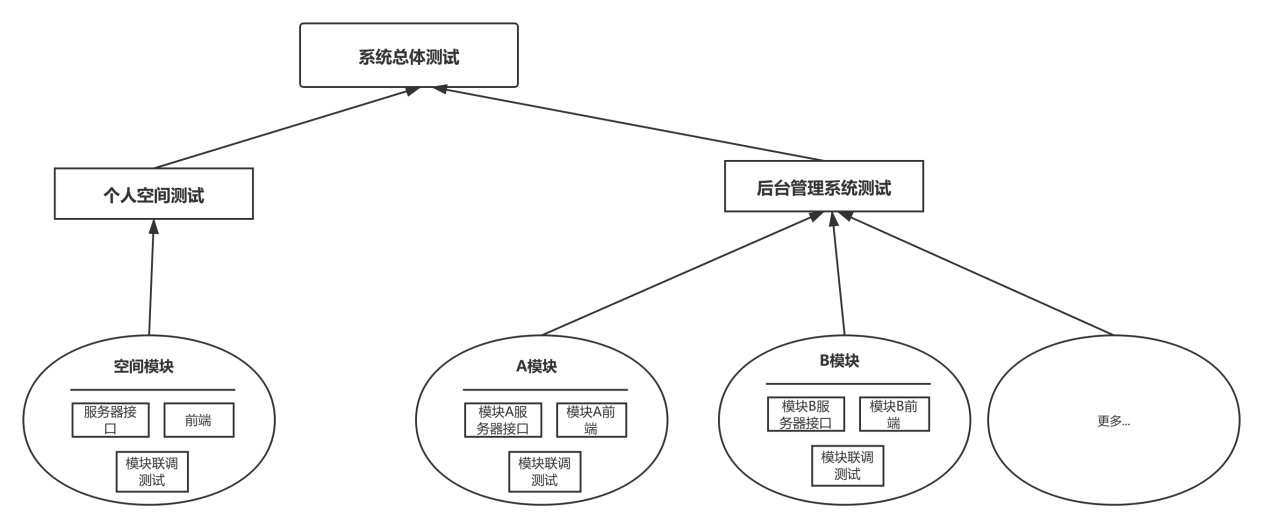 系统总体测试
个人空间测试
后台管理系统测试
空间模块
服务器接
口
前端
模块联调
测试
A模块
模块A服
务器接口
模块A前
端
模块联调
测试
B模块
模块B服
务器接口
模块B前
端
模块联调
测试
更多...